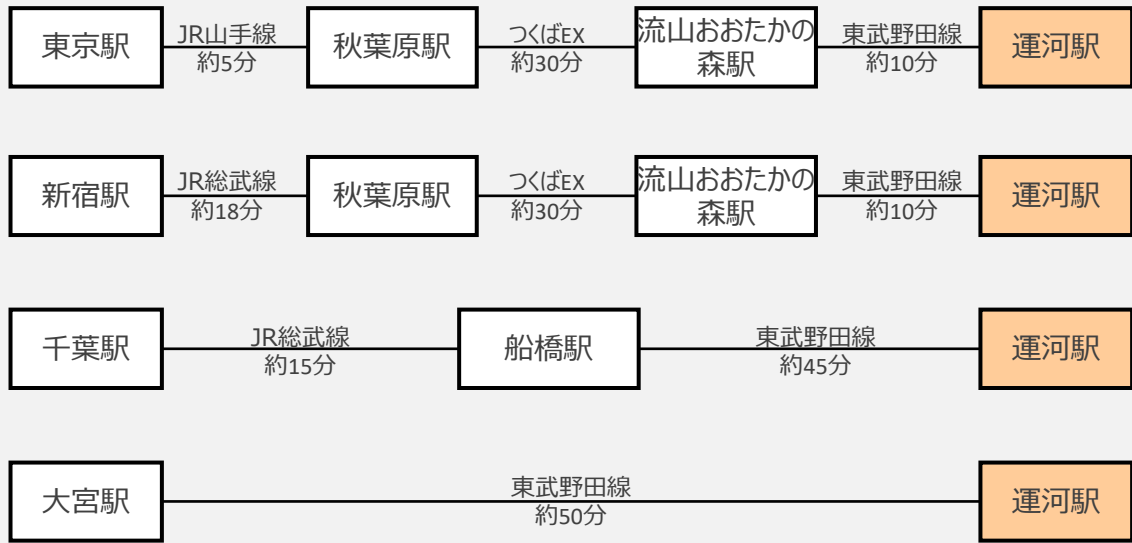 東京駅
JR山手線
約5分
秋葉原駅
つくばEX
約30分
流山おおたかの
森駅
東武野田線
約10分
運河駅
新宿駅
JR総武線
約18分
秋葉原駅
つくばEX
約30分
流山おおたかの
森駅
東武野田線
約10分
運河駅
千葉駅
JR総武線
約15分
船橋駅
東武野田線
約45分
運河駅
大宮駅
東武野田線
約50分
運河駅